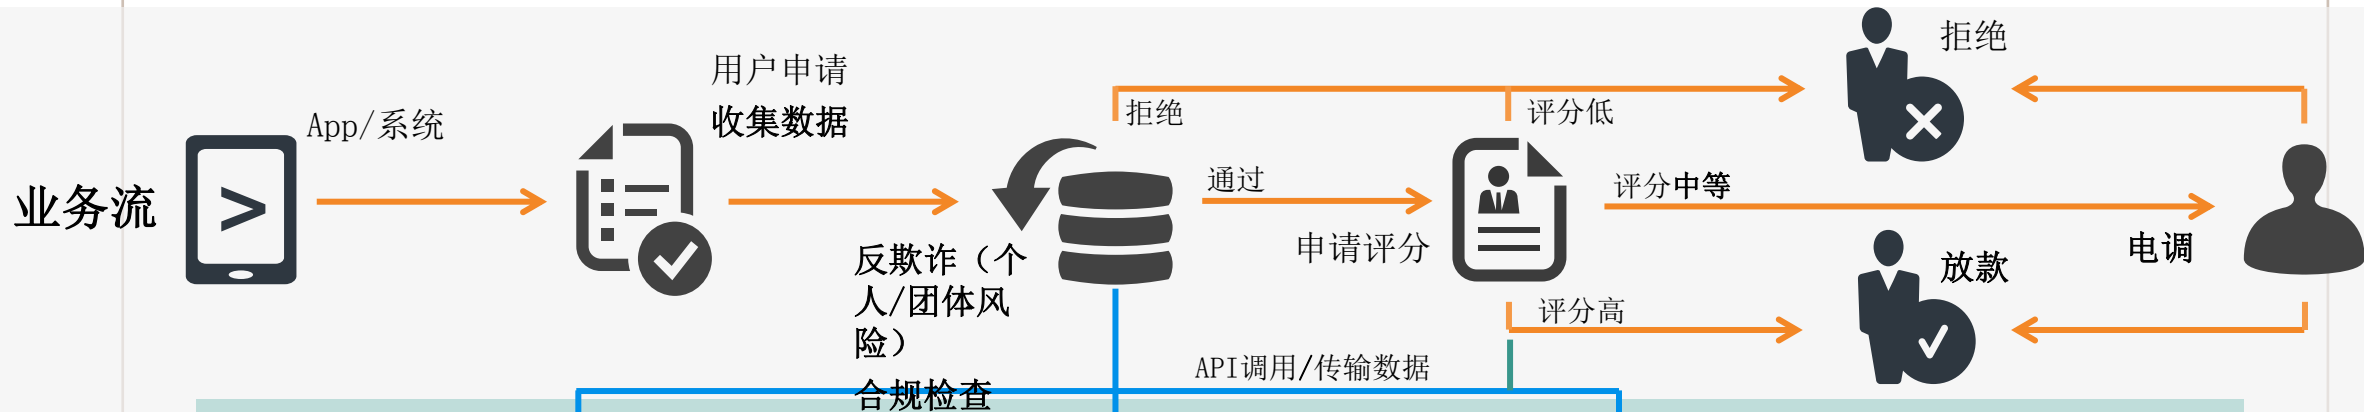 业务流
App/系统
用户申请
收集数据
反欺诈（个
人/团体风
险）
合规检查
拒绝
通过
申请评分
评分低
评分中等
评分高
API调用/传输数据
拒绝
放款
电调